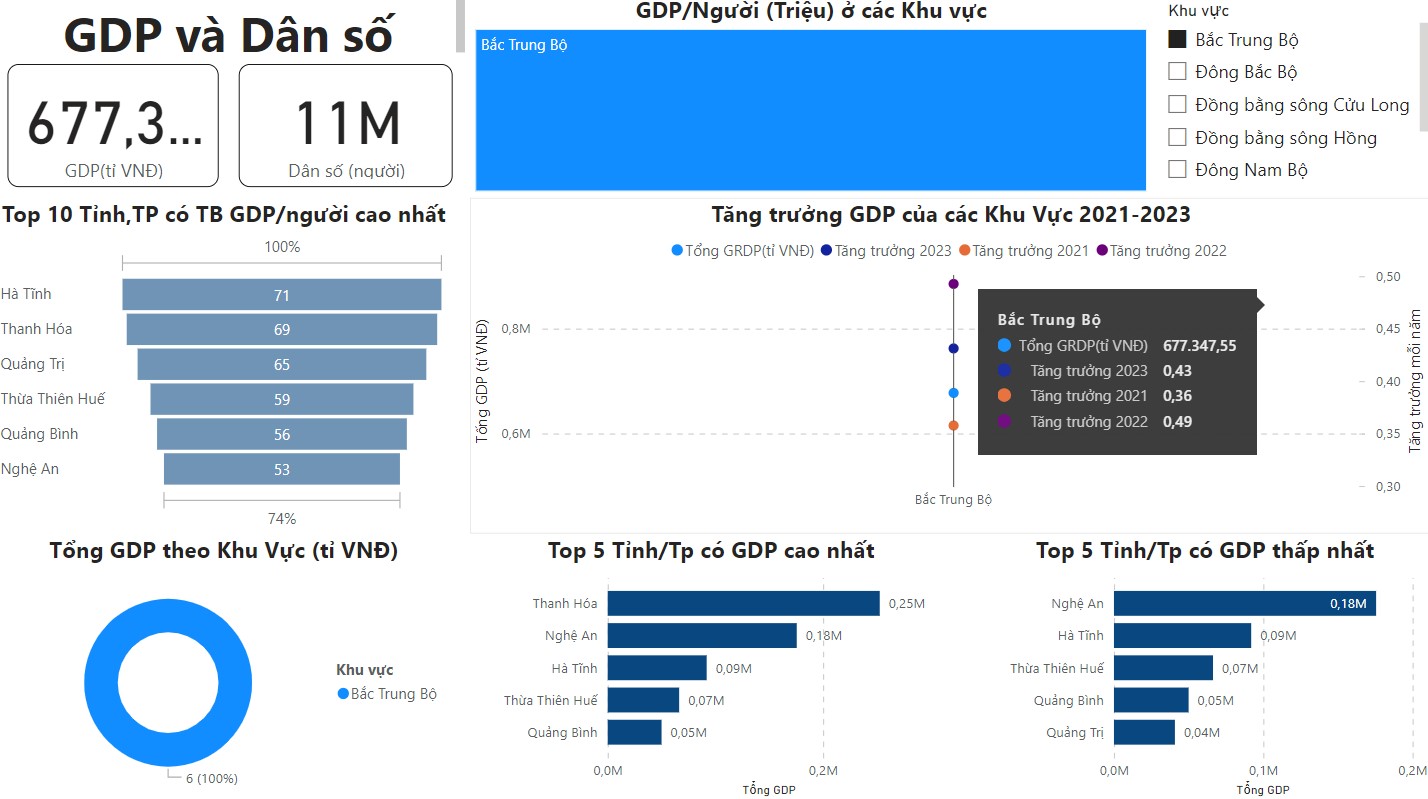 GDP và Dân số
677,3...
GDP(tỉ VNĐ)
11M
Dân số (người)
GDP/Người (Triệu) ở các Khu vực
Bắc Trung Bộ
Khu vực
Bắc Trung Bộ
Đông Bắc Bộ
Đồng bằng sông Cửu Long
Đồng bằng sông Hồng
Đông Nam Bộ
Top 10 Tỉnh,TP có TB GDP/người cao nhất
100%
Hà Tĩnh 71
Thanh Hóa 69
Quảng Trị 65
Thừa Thiên Huế 59
Quảng Bình 56
Nghệ An 53
74%
Tăng trưởng GDP của các Khu Vực 2021-2023
Tổng GRDP(tỉ VNĐ) Tăng trưởng 2023 Tăng trưởng 2021 Tăng trưởng 2022
Tổng GDP (tỉ VNĐ)
0,8M
0,6M
Bắc Trung Bộ
Tổng GRDP(tỉ VNĐ) 677.347,55
Tăng trưởng 2023 0,43
Tăng trưởng 2021 0,36
Tăng trưởng 2022 0,49
0,50
0,45
0,40
0,35
0,30
Tăng trưởng mỗi năm
Bắc Trung Bộ
Tổng GDP theo Khu Vực (tỉ VNĐ)
Khu vực
Bắc Trung Bộ
6 (100%)
Top 5 Tỉnh/Tp có GDP cao nhất
Thanh Hóa 0,25M
Nghệ An 0,18M
Hà Tĩnh 0,09M
Thừa Thiên Huế 0,07M
Quảng Bình 0,05M
0,0M 0,2M
Tổng GDP
Top 5 Tỉnh/Tp có GDP thấp nhất
Nghệ An 0,18M
Hà Tĩnh 0,09M
Thừa Thiên Huế 0,07M
Quảng Bình 0,05M
Quảng Trị 0,04M
0,0M 0,1M 0,2M
Tổng GDP